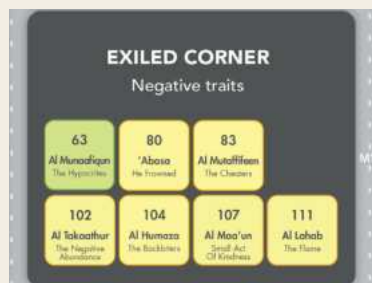 EXILED CORNER
Negative traits
63
Al Munaafiqun
The Hypocrites
80
'Abasa
He Frowned
83
Al Mutaffifeen
The Cheaters
102
Al Takaathur
The Negative
Abundance
104
Al Humaza
The Backbiters
107
Al Maa'un
Small Act
Of Kindness
111
Al Lahab
The Flame